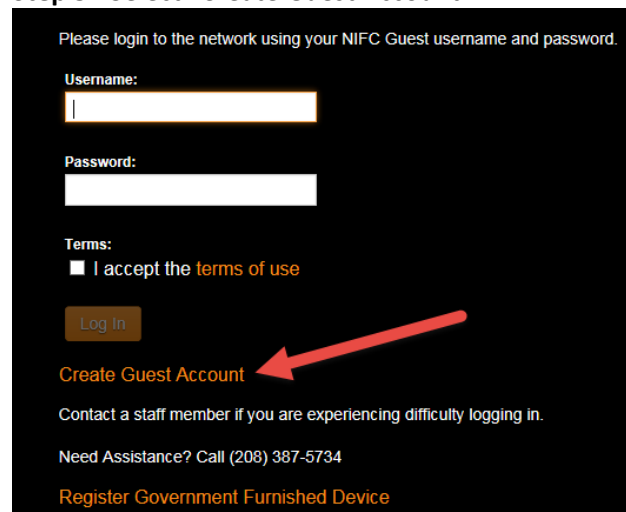 Please login to the network using your NIFC Guest username and password.
Username:
Password:
Terms:
I accept the terms of use
Log In
Create Guest Account
Contact a staff member if you are experiencing difficulty logging in.
Need Assistance? Call (208) 387-5734
Register Government Furnished Device